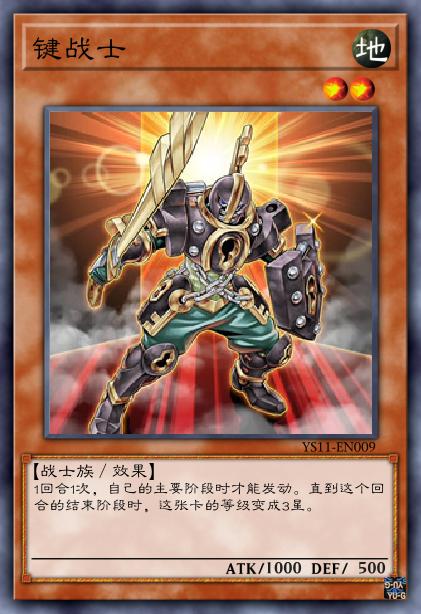 键战士
地
YS11-EN009
【战士族／效果】
1回合1次，自己的主要阶段时才能发动。直到这个回
合的结束阶段时，这张卡的等级变成3星。
ATK/1000 DEF/ 500
YU-G